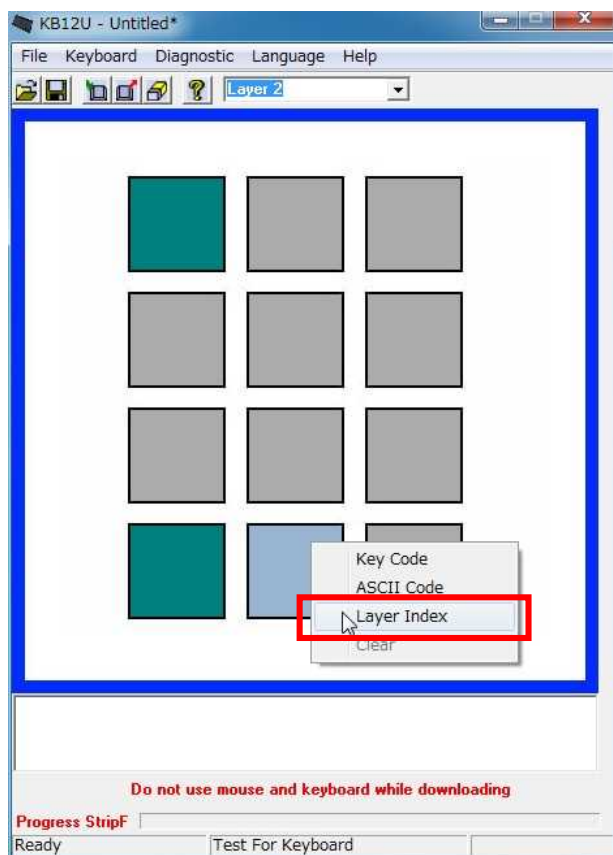 KB12U - Untitled*
File Keyboard Diagnostic Language Help
Layer 2
Key Code
ASCII Code
Layer Index
Clear
Do not use mouse and keyboard while downloading
Progress StripF
Ready Test For Keyboard